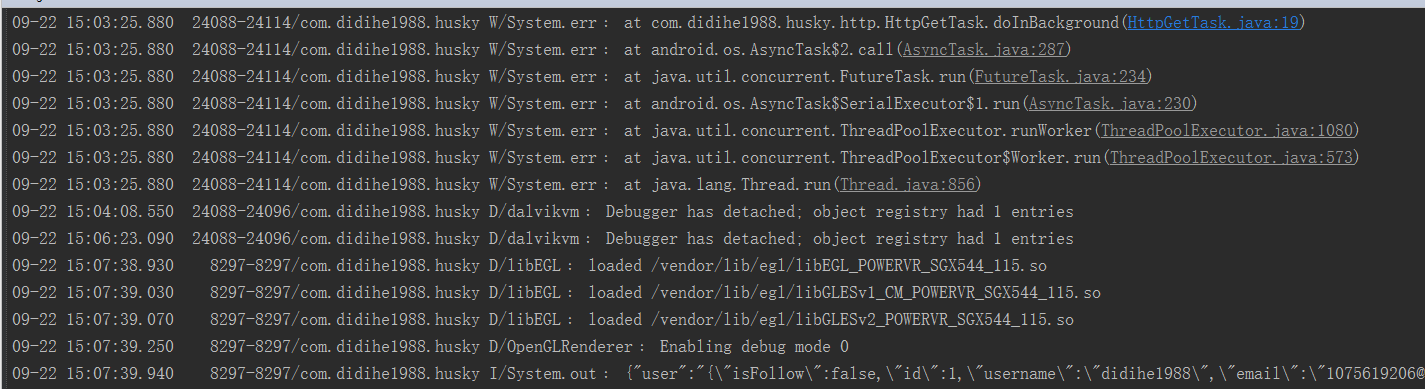 09-22 15:03:25.880 24088-24114/com.didihe1988.husky W/System.err: at com.didihe1988.husky.http.HttpGetTask.doInBackground(HttpGetTask.java:19)
09-22 15:03:25.880 24088-24114/com.didihe1988.husky W/System.err: at android.os.AsyncTask$2.call(AsyncTask.java:287)
09-22 15:03:25.880 24088-24114/com.didihe1988.husky W/System.err: at java.util.concurrent.FutureTask.run(FutureTask.java:234)
09-22 15:03:25.880 24088-24114/com.didihe1988.husky W/System.err: at android.os.AsyncTask$SerialExecutor$1.run(AsyncTask.java:230)
09-22 15:03:25.880 24088-24114/com.didihe1988.husky W/System.err: at java.util.concurrent.ThreadPoolExecutor.runWorker(ThreadPoolExecutor.java:1080)
09-22 15:03:25.880 24088-24114/com.didihe1988.husky W/System.err: at java.util.concurrent.ThreadPoolExecutor$Worker.run(ThreadPoolExecutor.java:573)
09-22 15:03:25.880 24088-24114/com.didihe1988.husky W/System.err: at java.lang.Thread.run(Thread.java:856)
09-22 15:04:08.550 24088-24096/com.didihe1988.husky D/dalvikvm: Debugger has detached; object registry had 1 entries
09-22 15:06:23.090 24088-24096/com.didihe1988.husky D/dalvikvm: Debugger has detached; object registry had 1 entries
09-22 15:07:38.930 8297-8297/com.didihe1988.husky D/libEGL: loaded /vendor/lib/egl/libEGL_POWERVR_SGX544_115.so
09-22 15:07:39.030 8297-8297/com.didihe1988.husky D/libEGL: loaded /vendor/lib/egl/libGLESv1_CM_POWERVR_SGX544_115.so
09-22 15:07:39.070 8297-8297/com.didihe1988.husky D/libEGL: loaded /vendor/lib/egl/libGLESv2_POWERVR_SGX544_115.so
09-22 15:07:39.250 8297-8297/com.didihe1988.husky D/OpenGLRenderer: Enabling debug mode 0
09-22 15:07:39.940 8297-8297/com.didihe1988.husky I/System.out: {"user":"{\"isFollow\":false,\"id\":1,\"username\":\"didihe1988\",\"email\":\"1075619206@